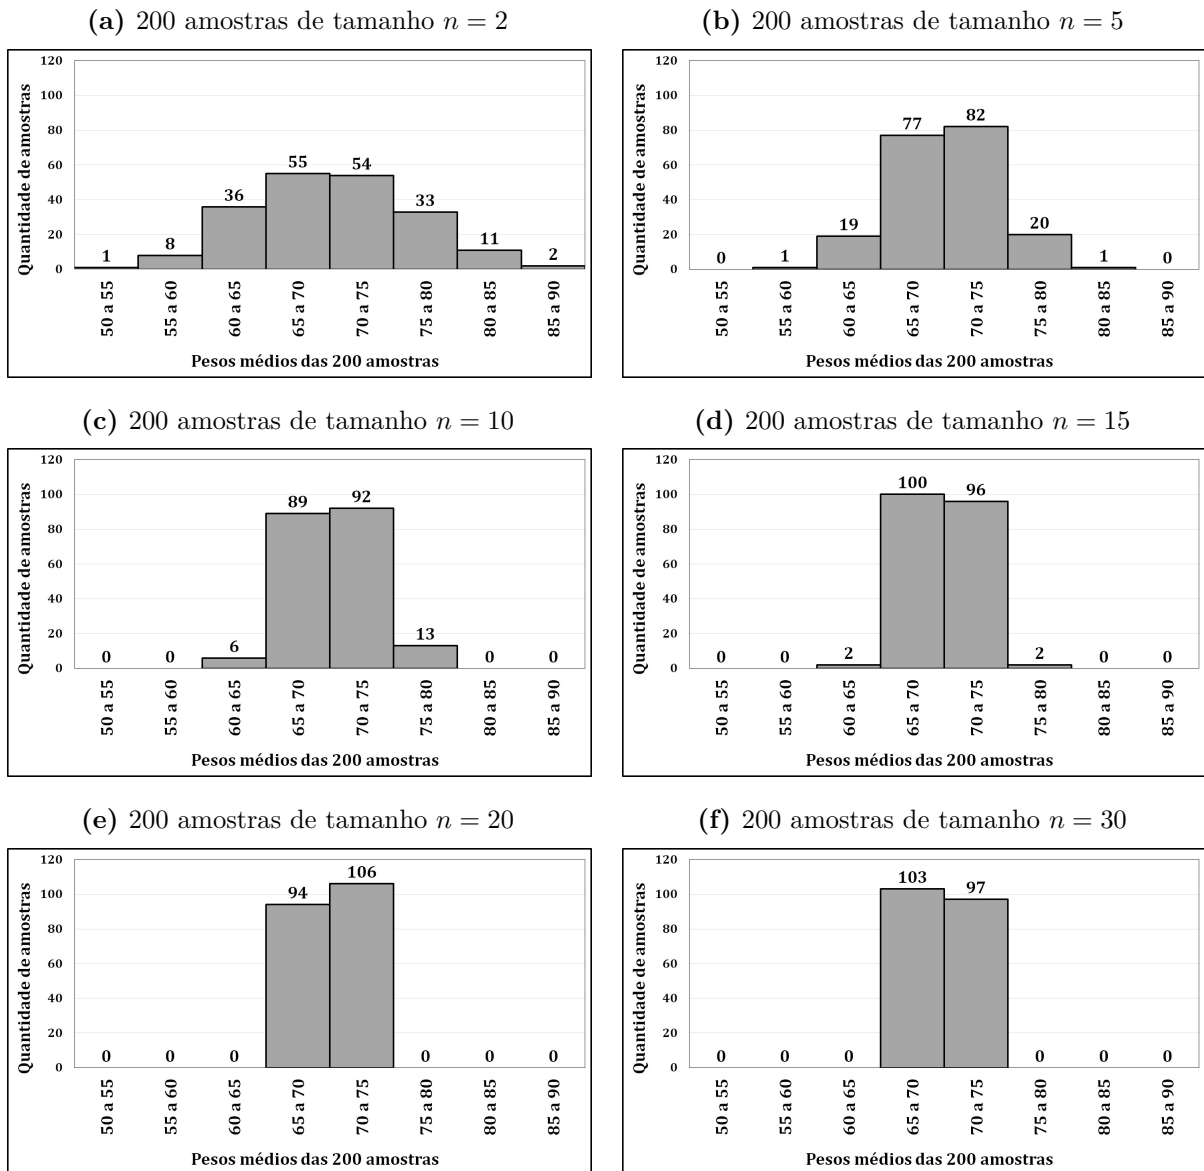 (a) 200 amostras de tamanho n = 2
Quantidade de amostras
120
100
80
60
40
20
0
1
8
36
55
54
33
11
2
50 a 55
55 a 60
60 a 65
65 a 70
70 a 75
75 a 80
80 a 85
85 a 90
Pesos médios das 200 amostras
(b) 200 amostras de tamanho n = 5
Quantidade de amostras
120
100
80
60
40
20
0
0
1
19
77
82
20
1
0
50 a 55
55 a 60
60 a 65
65 a 70
70 a 75
75 a 80
80 a 85
85 a 90
Pesos médios das 200 amostras
(c) 200 amostras de tamanho n = 10
Quantidade de amostras
120
100
80
60
40
20
0
0
0
6
89
92
13
0
0
50 a 55
55 a 60
60 a 65
65 a 70
70 a 75
75 a 80
80 a 85
85 a 90
Pesos médios das 200 amostras
(d) 200 amostras de tamanho n = 15
Quantidade de amostras
120
100
80
60
40
20
0
0
0
2
100
96
2
0
0
50 a 55
55 a 60
60 a 65
65 a 70
70 a 75
75 a 80
80 a 85
85 a 90
Pesos médios das 200 amostras
(e) 200 amostras de tamanho n = 20
Quantidade de amostras
120
100
80
60
40
20
0
0
0
0
94
106
0
0
0
50 a 55
55 a 60
60 a 65
65 a 70
70 a 75
75 a 80
80 a 85
85 a 90
Pesos médios das 200 amostras
(f) 200 amostras de tamanho n = 30
Quantidade de amostras
120
100
80
60
40
20
0
0
0
0
103
97
0
0
0
50 a 55
55 a 60
60 a 65
65 a 70
70 a 75
75 a 80
80 a 85
85 a 90
Pesos médios das 200 amostras